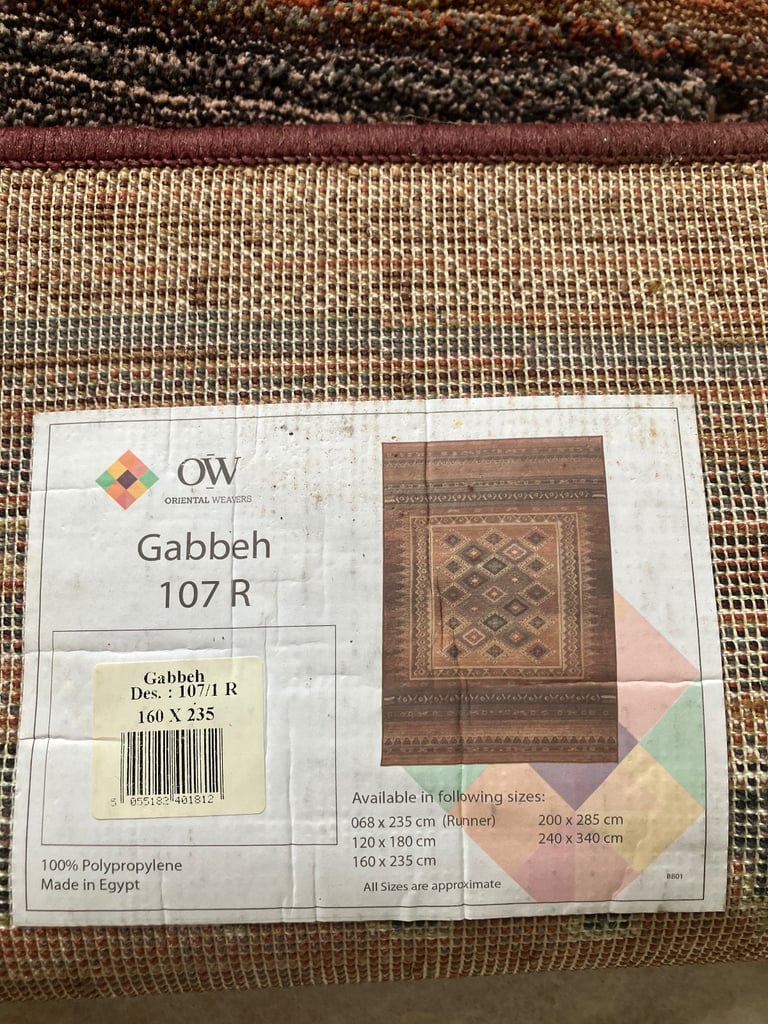 OW
ORIENTAL WEAVERS
Gabbeh
107 R
Gabbeh
Des. : 107/1 R
160 X 235
5 055183 401812
100% Polypropylene
Made in Egypt
Available in following sizes:
068 x 235 cm (Runner)
120 x 180 cm
160 x 235 cm
200 x 285 cm
240 x 340 cm
All Sizes are approximate
BB01